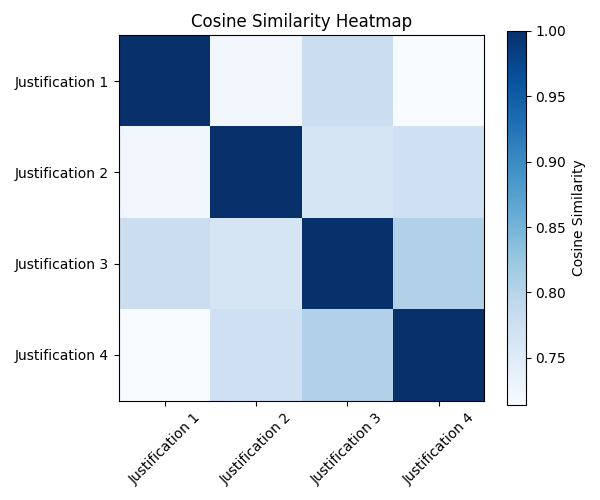 Cosine Similarity Heatmap
Justification 1
Justification 2
Justification 3
Justification 4
Justification 1
Justification 2
Justification 3
Justification 4
1.00
0.95
0.90
0.85
0.80
0.75
Cosine Similarity